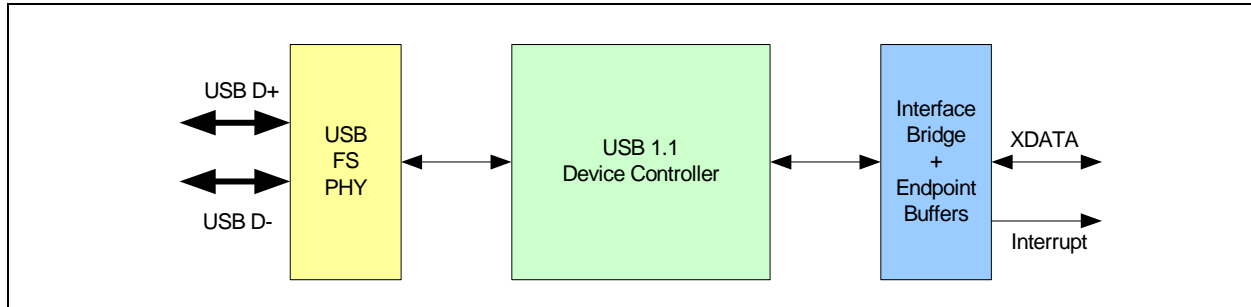 USB D+
USB D-
USB
FS
PHY
USB 1.1
Device Controller
Interface
Bridge
+
Endpoint
Buffers
XDATA
Interrupt